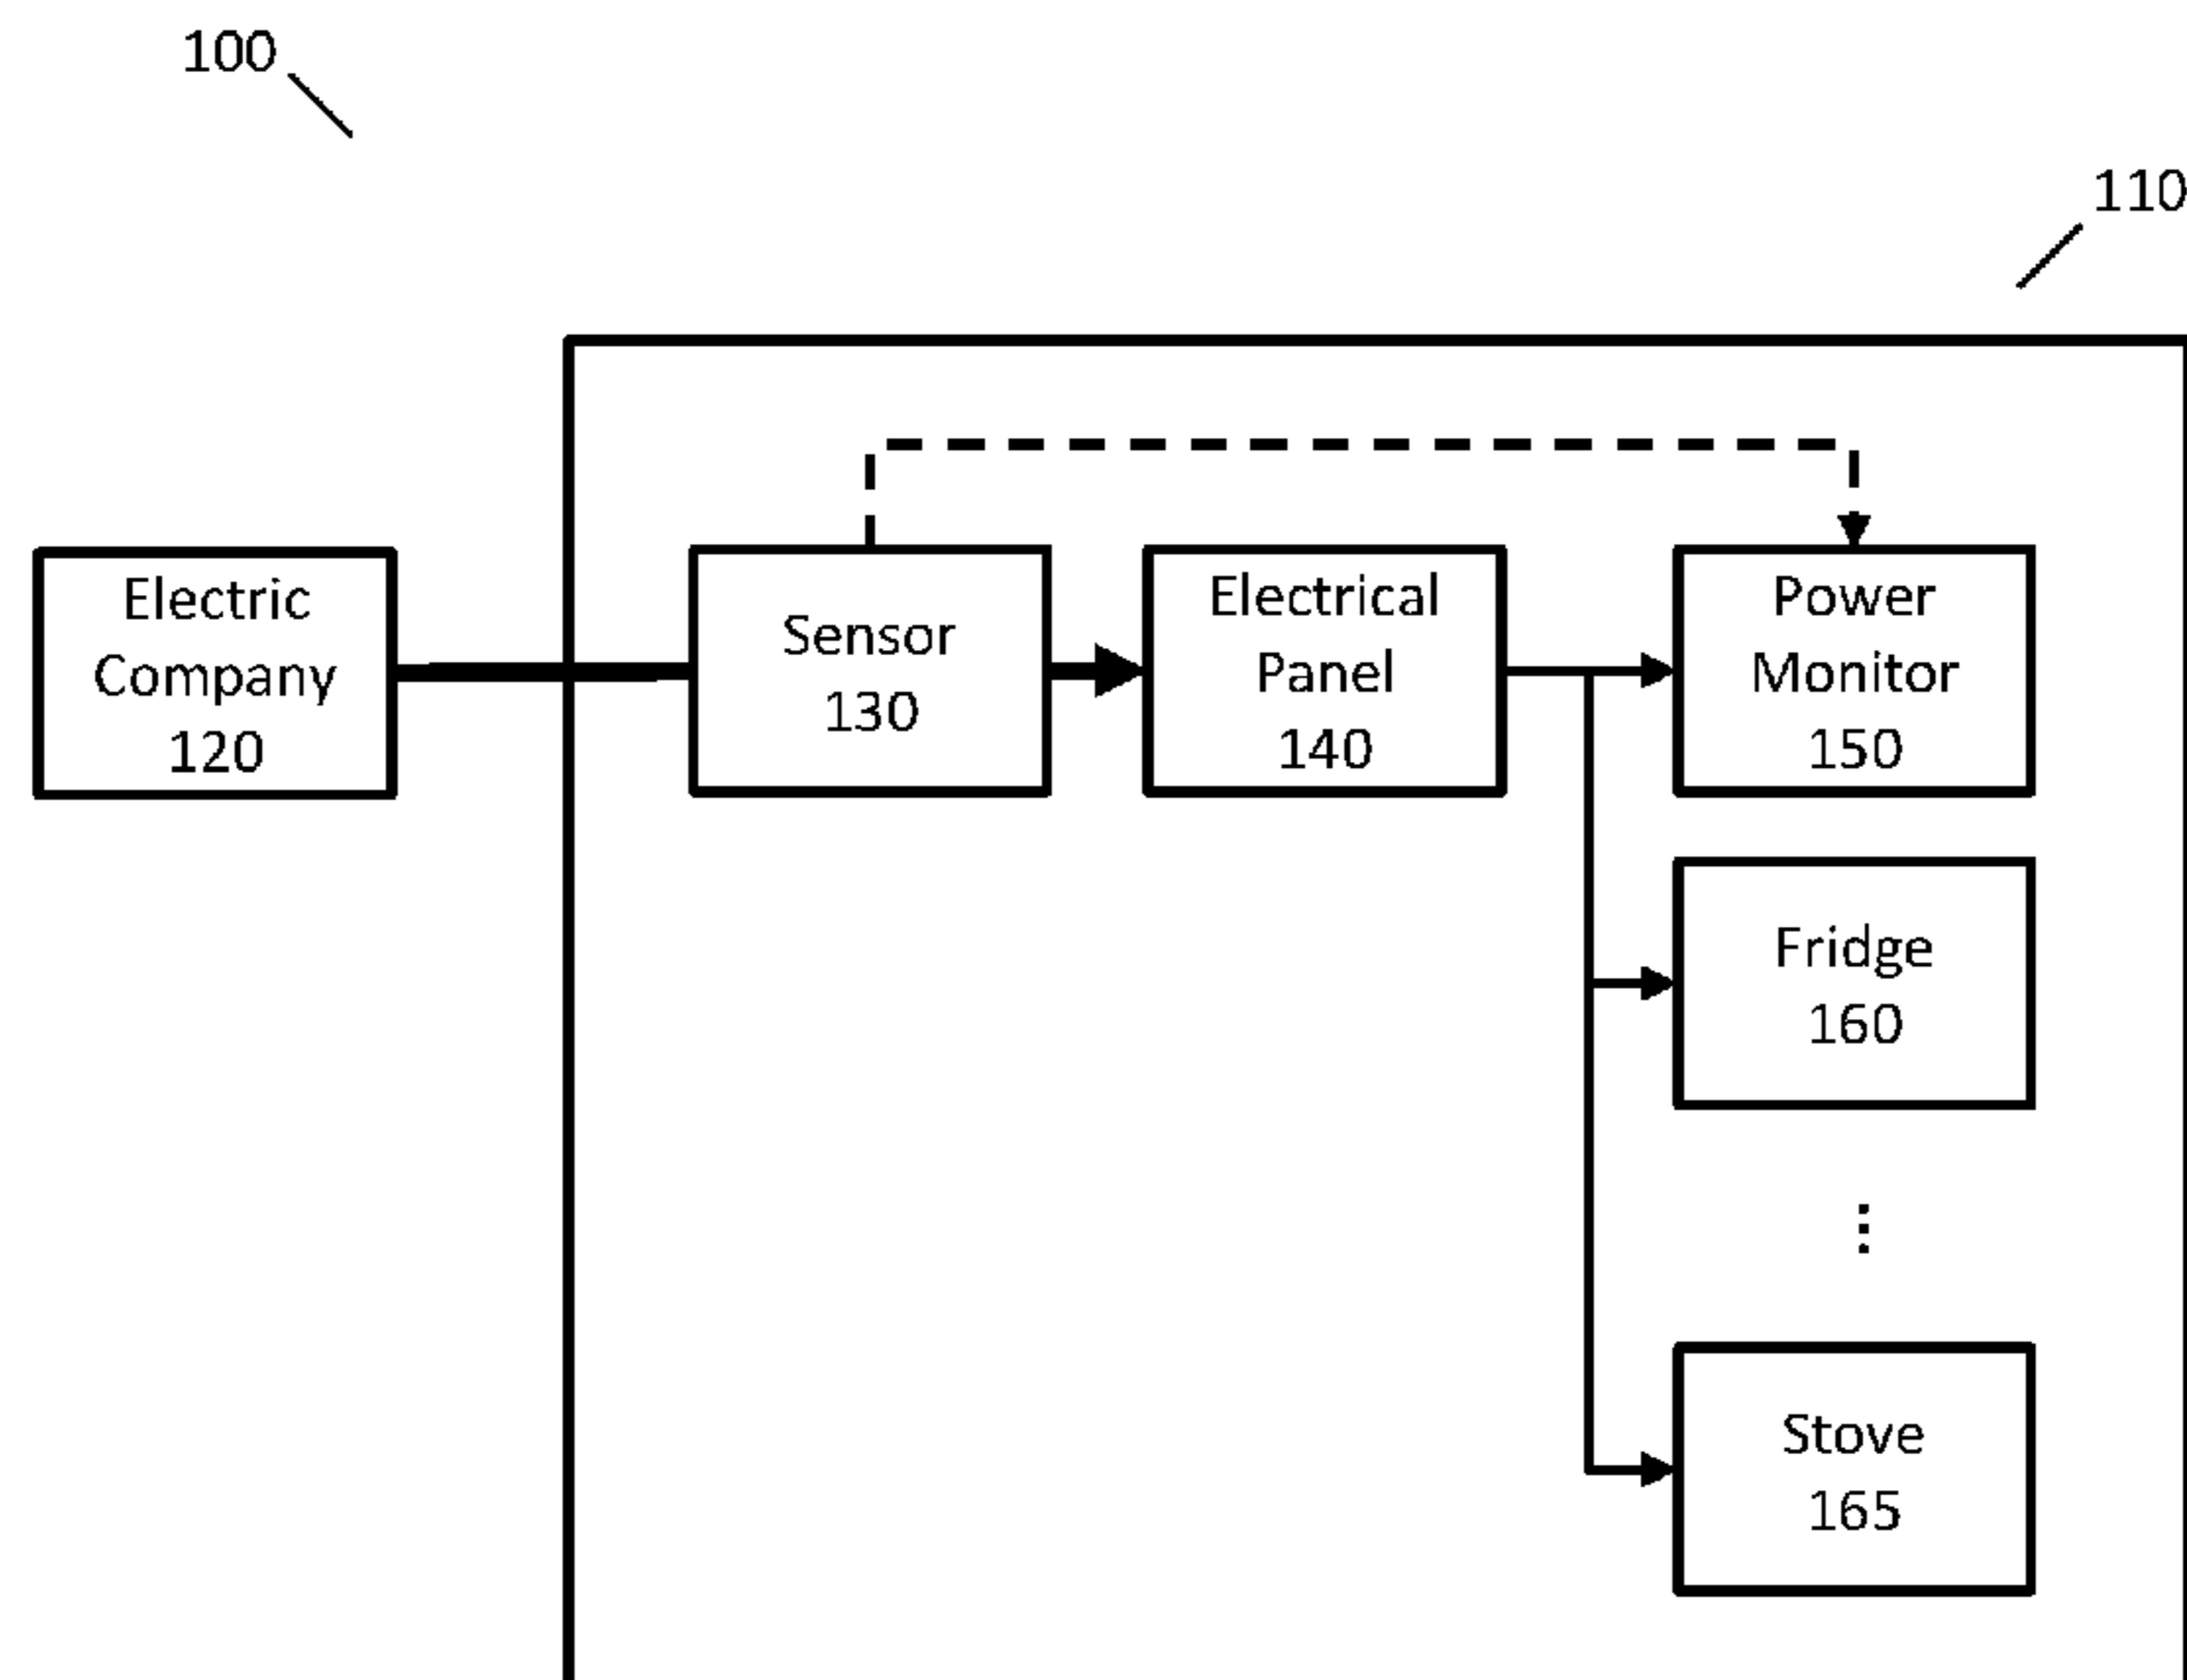 100
110
Electric
Company
120
Sensor
130
Electrical
Panel
140
Power
Monitor
150
Fridge
160
Stove
165